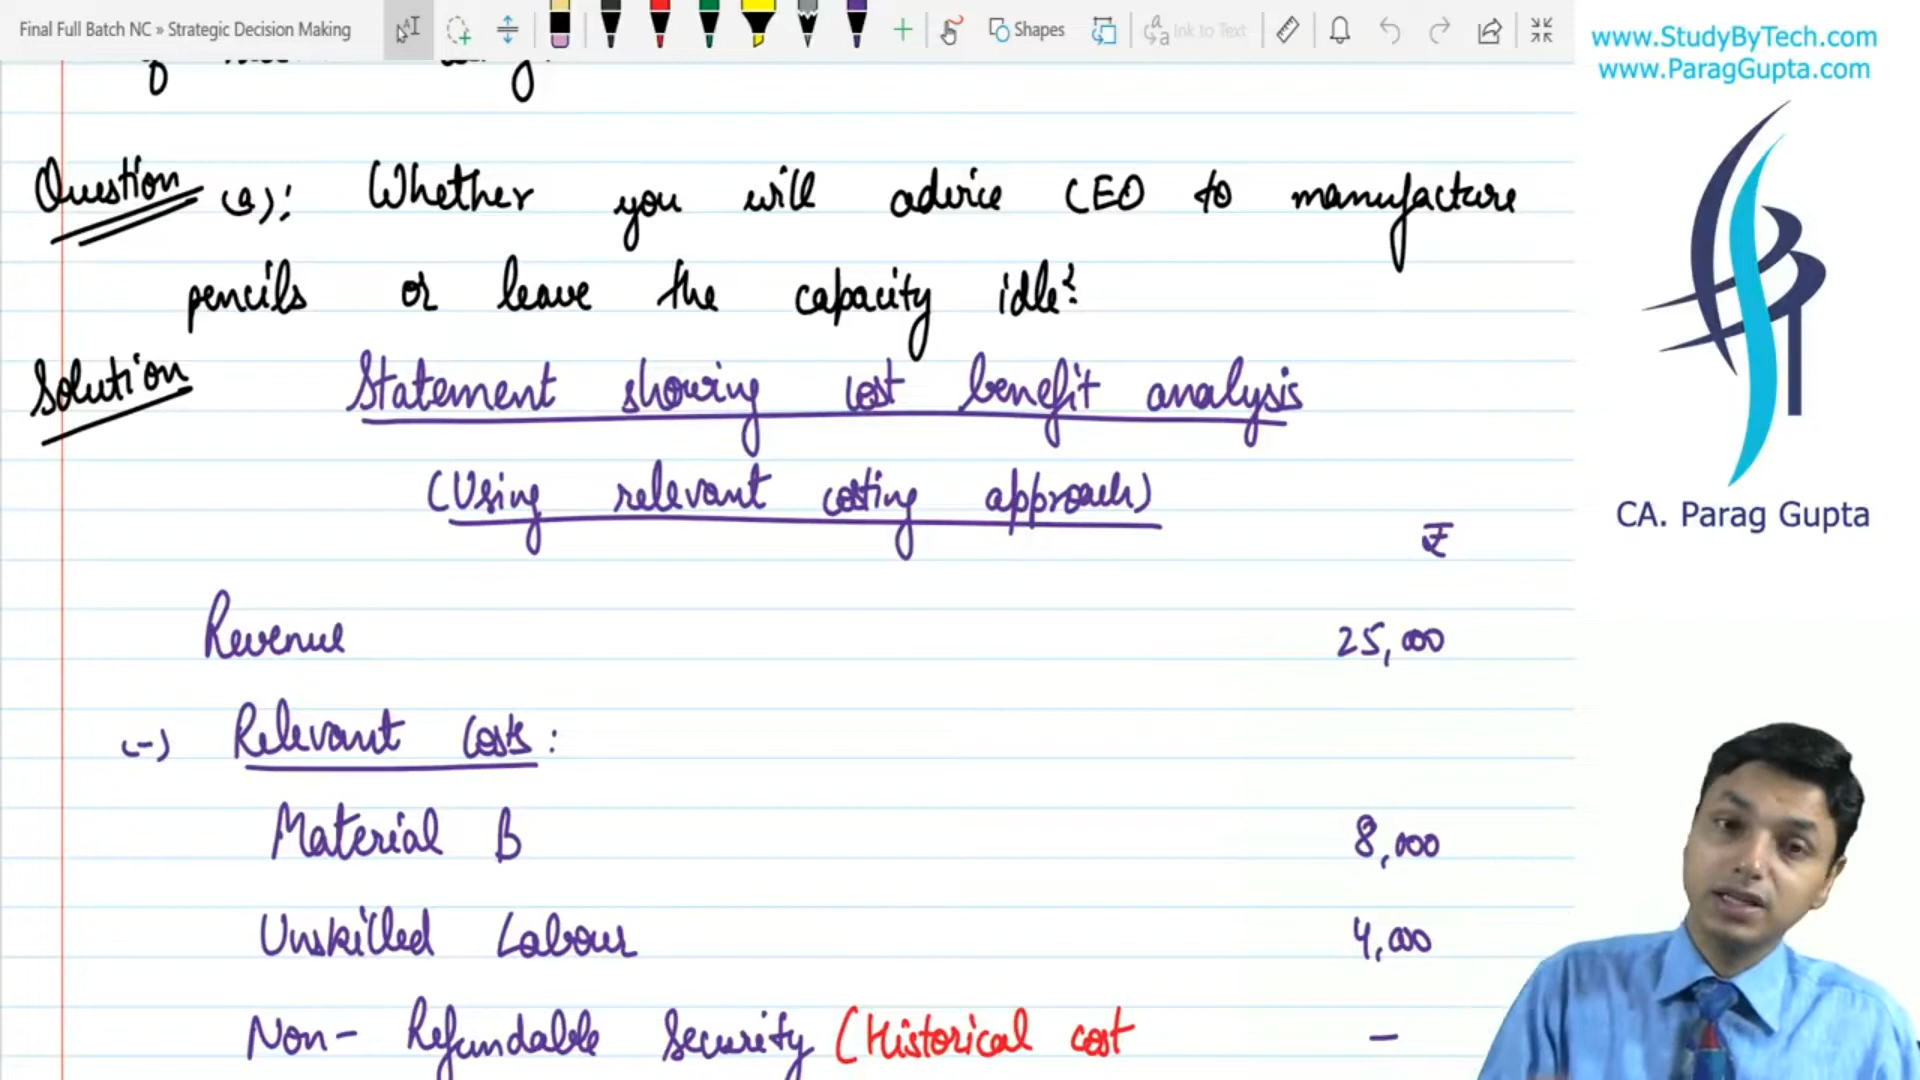 Final Full Batch NC » Strategic Decision Making
Shapes
Ink to Text
www.StudyByTech.com
www.ParagGupta.com
Question (a): Whether you will advice CEO to manufacture
pencils or leave the capacity idle?
Solution Statement showing cost benefit analysis
(Using relevant costing approach)
CA. Parag Gupta
₹
Revenue 25,000
(-) Relevant Costs:
Material B 8,000
Unskilled Labour 4,000
Non-Refundable Security (Historical cost –